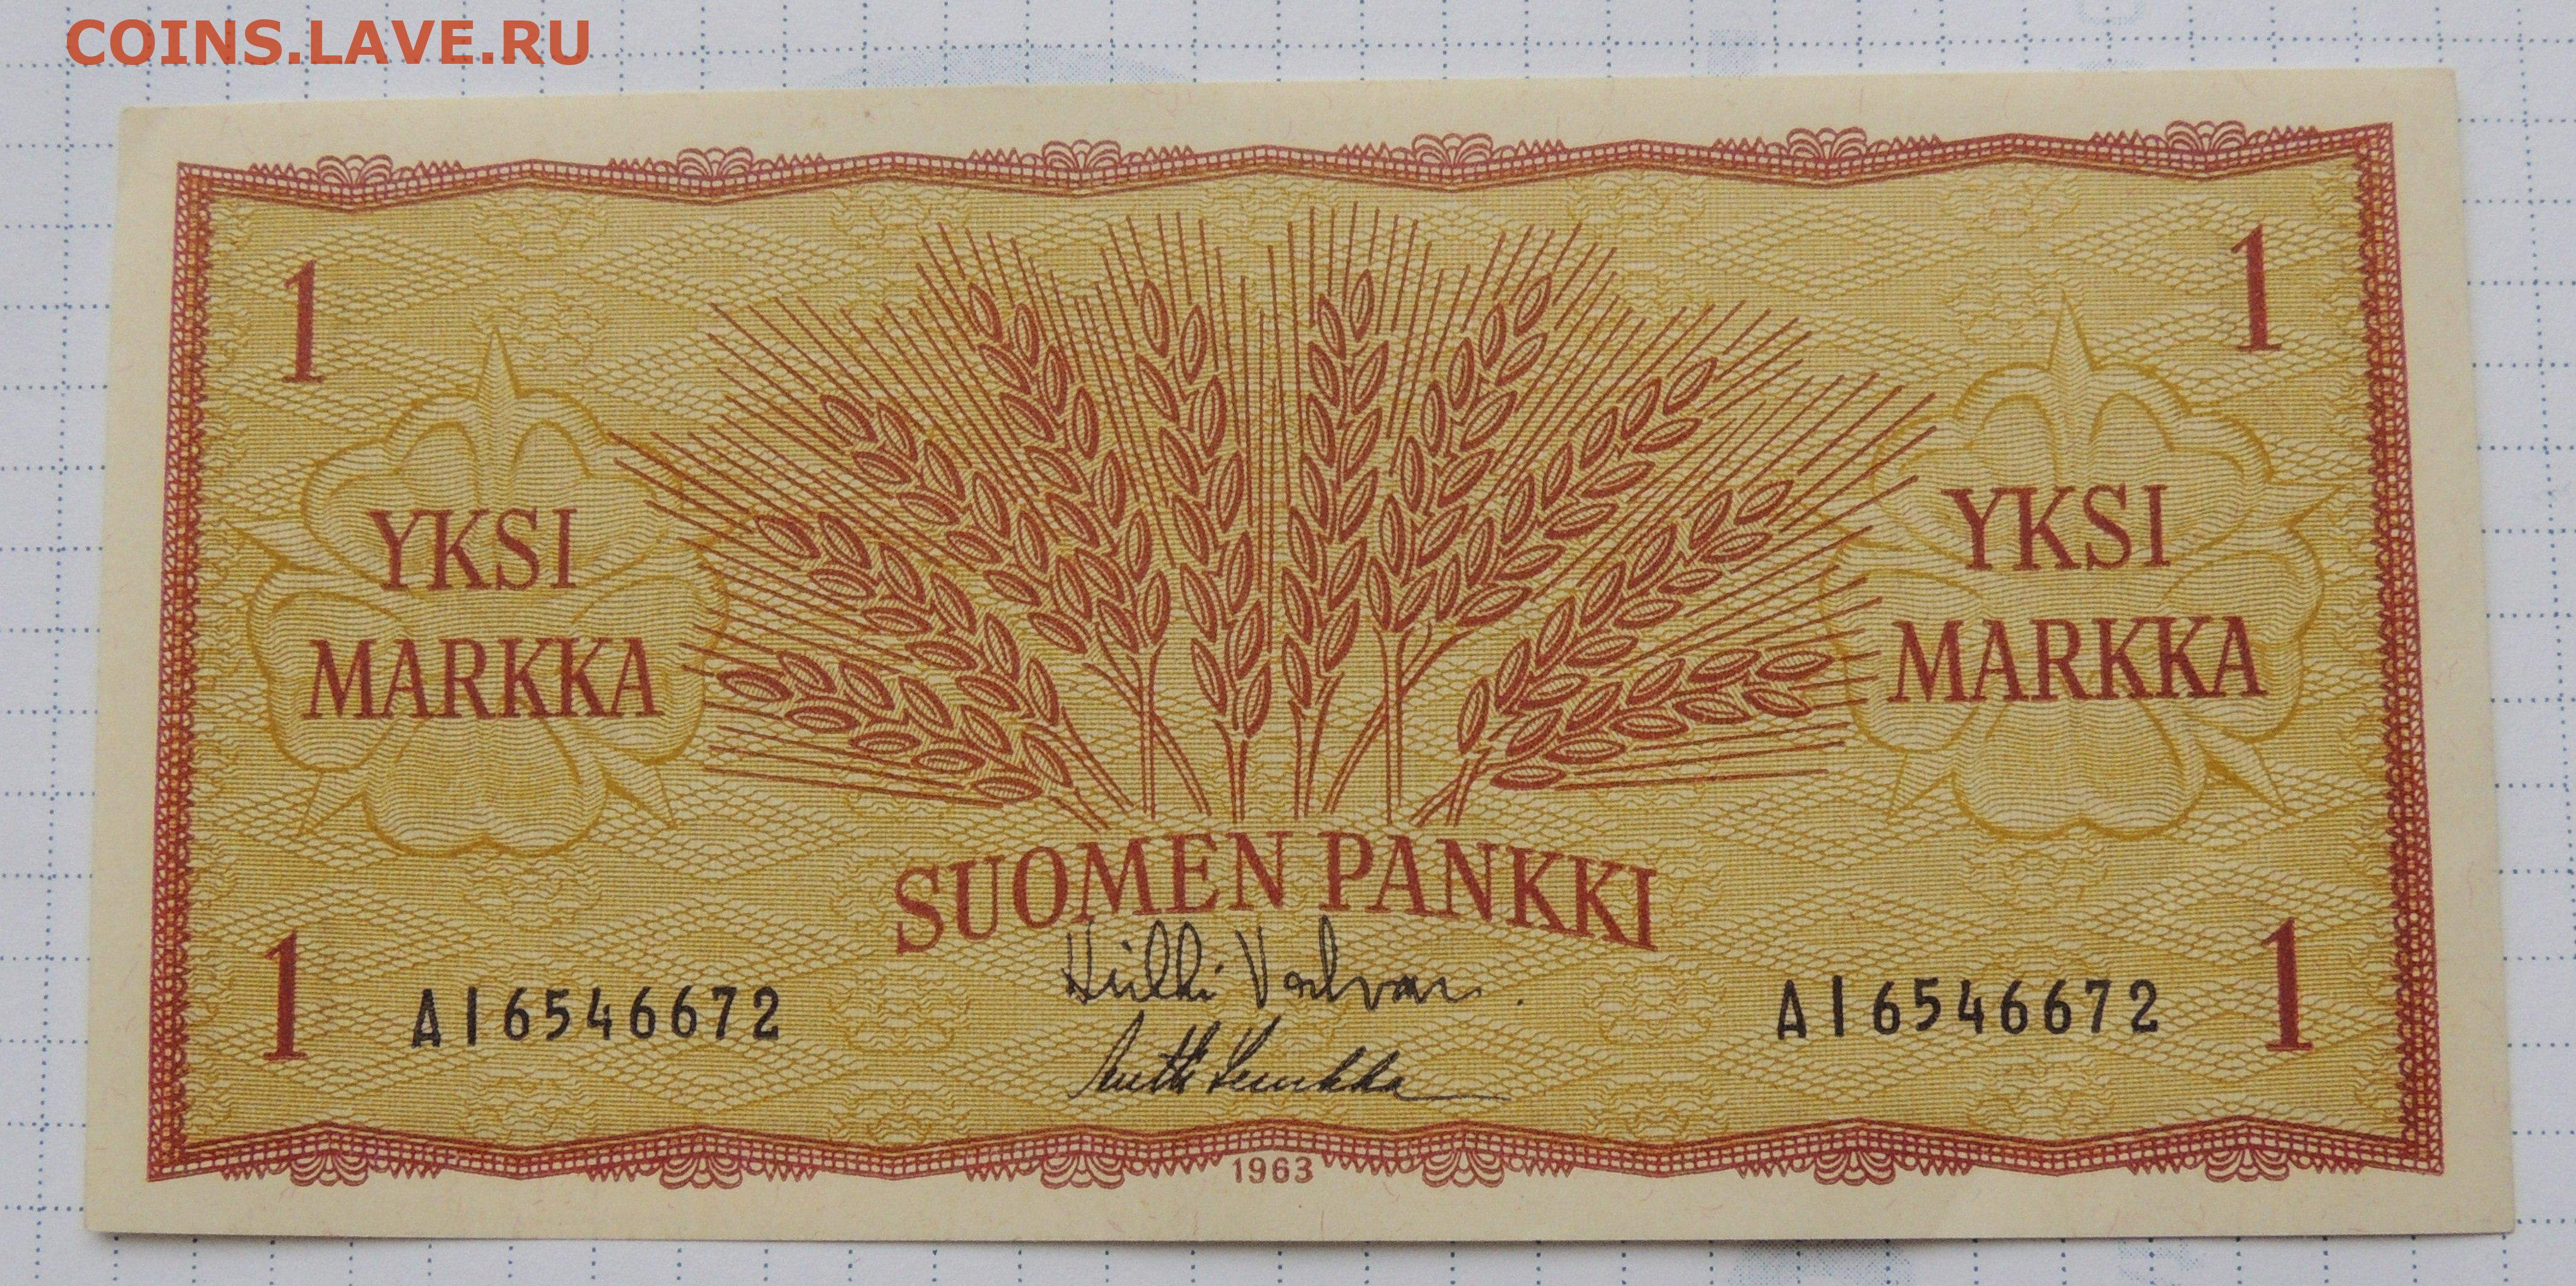 COINS.LAVE.RU
1 1
YKSI MARKKA
YKSI MARKKA
SUOMEN PANKKI
1 1
A16546672 A16546672
1963